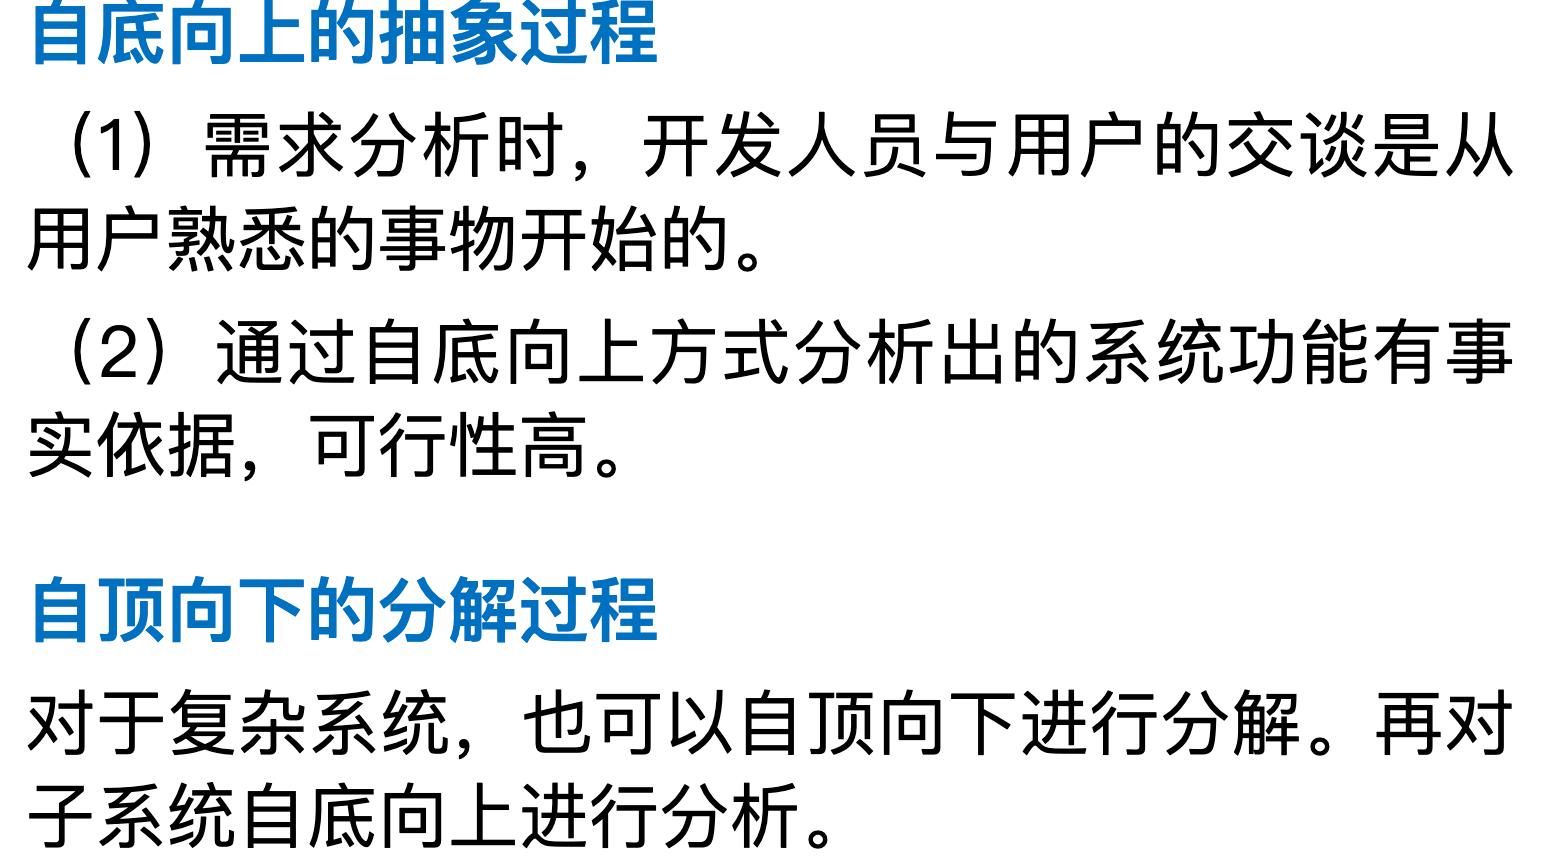 自底向上的抽象过程
（1）需求分析时，开发人员与用户的交谈是从
用户熟悉的事物开始的。
（2）通过自底向上方式分析出的系统功能有事
实依据，可行性高。
自顶向下的分解过程
对于复杂系统，也可以自顶向下进行分解。再对
子系统自底向上进行分析。